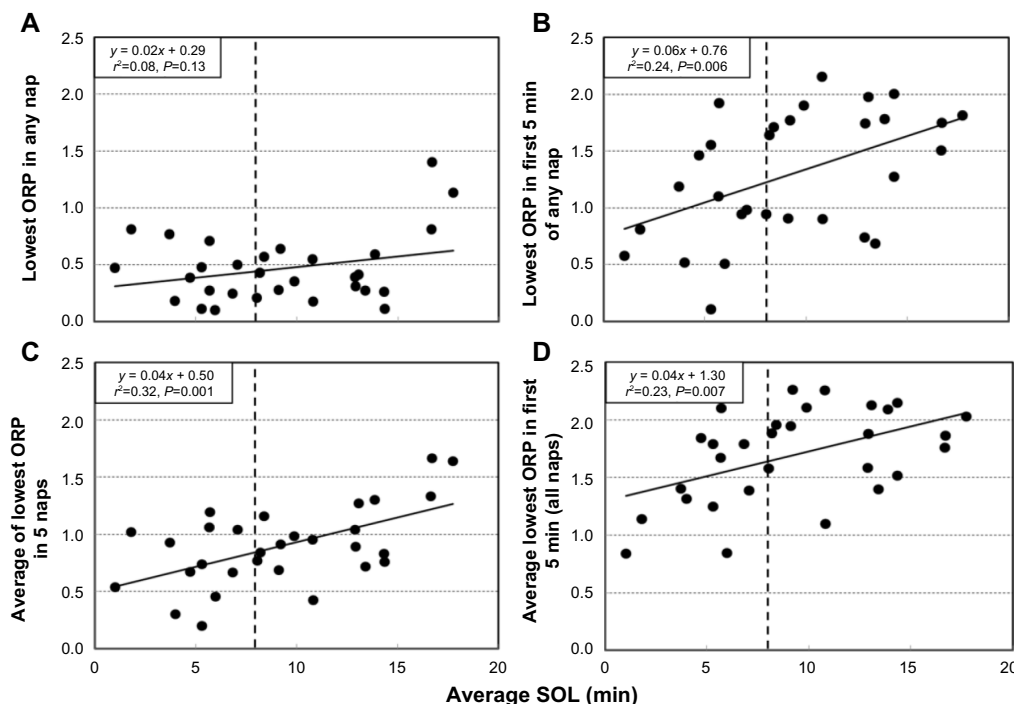 A
2.5
2.0
1.5
1.0
0.5
0.0
Lowest ORP in any nap
y = 0.02x + 0.29
r²=0.08, P=0.13
B
2.5
2.0
1.5
1.0
0.5
0.0
0
5
10
15
20
Lowest ORP in first 5 min
of any nap
y = 0.06x + 0.76
r²=0.24, P=0.006
C
2.5
2.0
1.5
1.0
0.5
0.0
0
5
10
15
20
Average of lowest ORP
in 5 naps
y = 0.04x + 0.50
r²=0.32, P=0.001
D
2.5
2.0
1.5
1.0
0.5
0.0
0
5
10
15
20
Average lowest ORP in first
5 min (all naps)
y = 0.04x + 1.30
r²=0.23, P=0.007
Average SOL (min)